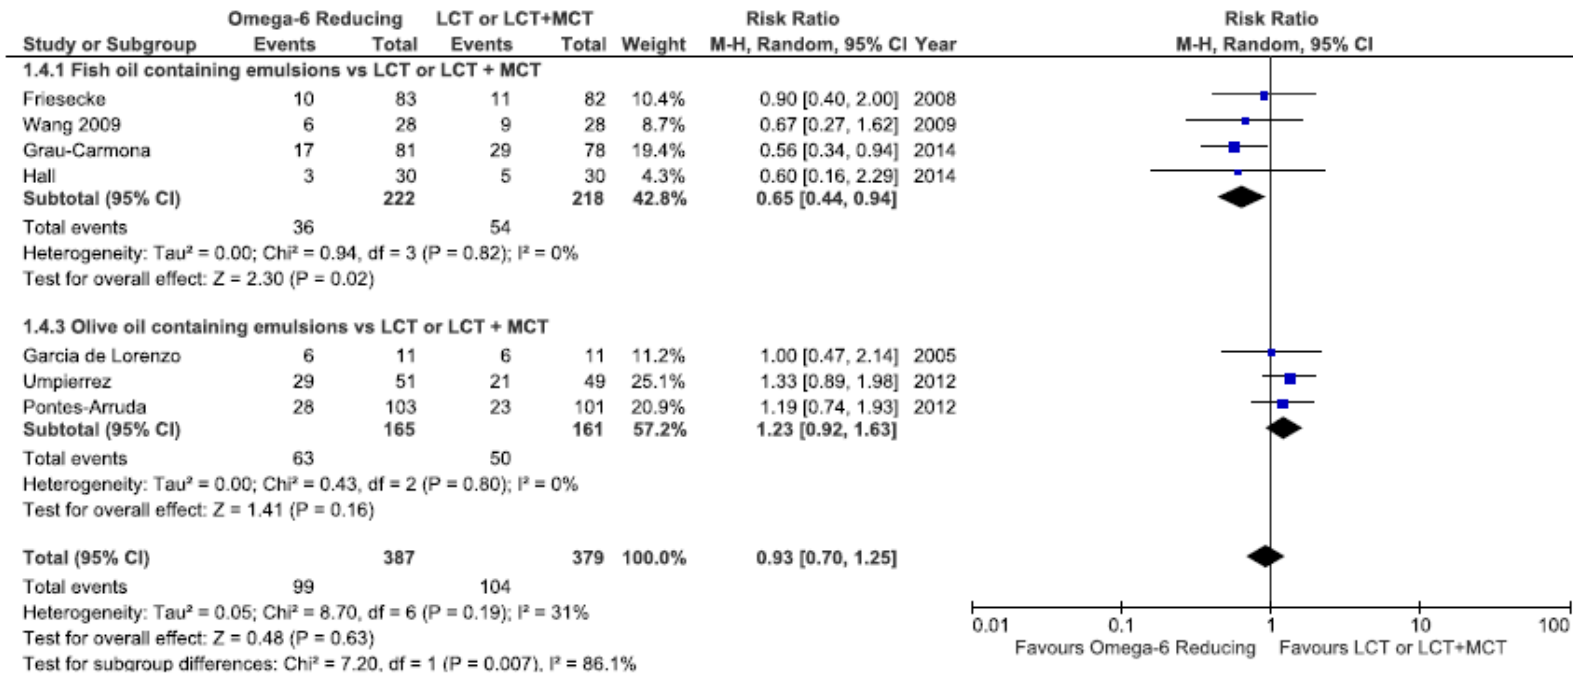 Omega-6 Reducing LCT or LCT+MCT Risk Ratio Risk Ratio
Study or Subgroup Events Total Events Total Weight M-H, Random, 95% CI Year M-H, Random, 95% CI
1.4.1 Fish oil containing emulsions vs LCT or LCT + MCT
Friesecke 10 83 11 82 10.4% 0.90 [0.40, 2.00] 2008
Wang 2009 6 28 9 28 8.7% 0.67 [0.27, 1.62] 2009
Grau-Carmona 17 81 29 78 19.4% 0.56 [0.34, 0.94] 2014
Hall 3 30 5 30 4.3% 0.60 [0.16, 2.29] 2014
Subtotal (95% CI) 222 218 42.8% 0.65 [0.44, 0.94]
Total events 36 54
Heterogeneity: Tau² = 0.00; Chi² = 0.94, df = 3 (P = 0.82); I² = 0%
Test for overall effect: Z = 2.30 (P = 0.02)
1.4.3 Olive oil containing emulsions vs LCT or LCT + MCT
Garcia de Lorenzo 6 11 6 11 11.2% 1.00 [0.47, 2.14] 2005
Umpierrez 29 51 21 49 25.1% 1.33 [0.89, 1.98] 2012
Pontes-Arruda 28 103 23 101 20.9% 1.19 [0.74, 1.93] 2012
Subtotal (95% CI) 165 161 57.2% 1.23 [0.92, 1.63]
Total events 63 50
Heterogeneity: Tau² = 0.00; Chi² = 0.43, df = 2 (P = 0.80); I² = 0%
Test for overall effect: Z = 1.41 (P = 0.16)
Total (95% CI) 387 379 100.0% 0.93 [0.70, 1.25]
Total events 99 104
Heterogeneity: Tau² = 0.05; Chi² = 8.70, df = 6 (P = 0.19); I² = 31%
Test for overall effect: Z = 0.48 (P = 0.63)
Test for subgroup differences: Chi² = 7.20, df = 1 (P = 0.007), I² = 86.1%
0.01 0.1 1 10 100
Favours Omega-6 Reducing Favours LCT or LCT+MCT